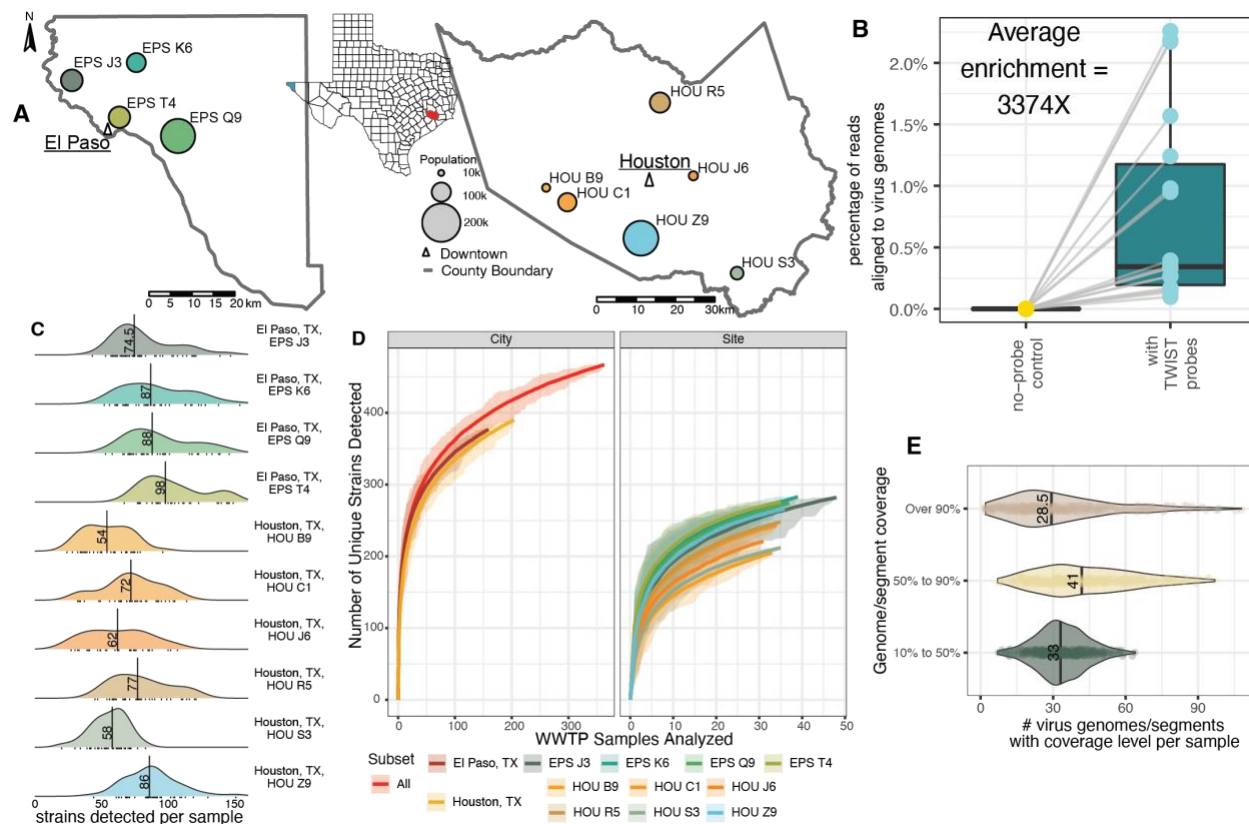 A
N
EPS J3
EPS K6
EPS T4
EPS Q9
El Paso
0 5 10 15 20 km
Population
10k
100k
200k
Downtown
County Boundary
HOU R5
Houston
HOU J6
HOU B9
HOU C1
HOU Z9
HOU S3
0 10 20 30km
B
Average
enrichment =
3374X
percentage of reads
aligned to virus genomes
2.0%
1.5%
1.0%
0.5%
0.0%
no-probe
control
with
TWIST
probes
C
74.5
El Paso, TX,
EPS J3
87
El Paso, TX,
EPS K6
88
El Paso, TX,
EPS Q9
98
El Paso, TX,
EPS T4
54
Houston, TX,
HOU B9
72
Houston, TX,
HOU C1
62
Houston, TX,
HOU J6
77
Houston, TX,
HOU R5
58
Houston, TX,
HOU S3
86
Houston, TX,
HOU Z9
0 50 100 150
strains detected per sample
D
City
Site
Number of Unique Strains Detected
400
300
200
100
0
0 100 200 300
0 10 20 30 40 50
WWTP Samples Analyzed
Subset
All
El Paso, TX
Houston, TX
EPS J3
EPS K6
EPS Q9
EPS T4
HOU B9
HOU C1
HOU J6
HOU R5
HOU S3
HOU Z9
E
Genome/segment coverage
Over 90%
28.5
50% to 90%
41
10% to 50%
33
0 30 60 90
# virus genomes/segments
with coverage level per sample